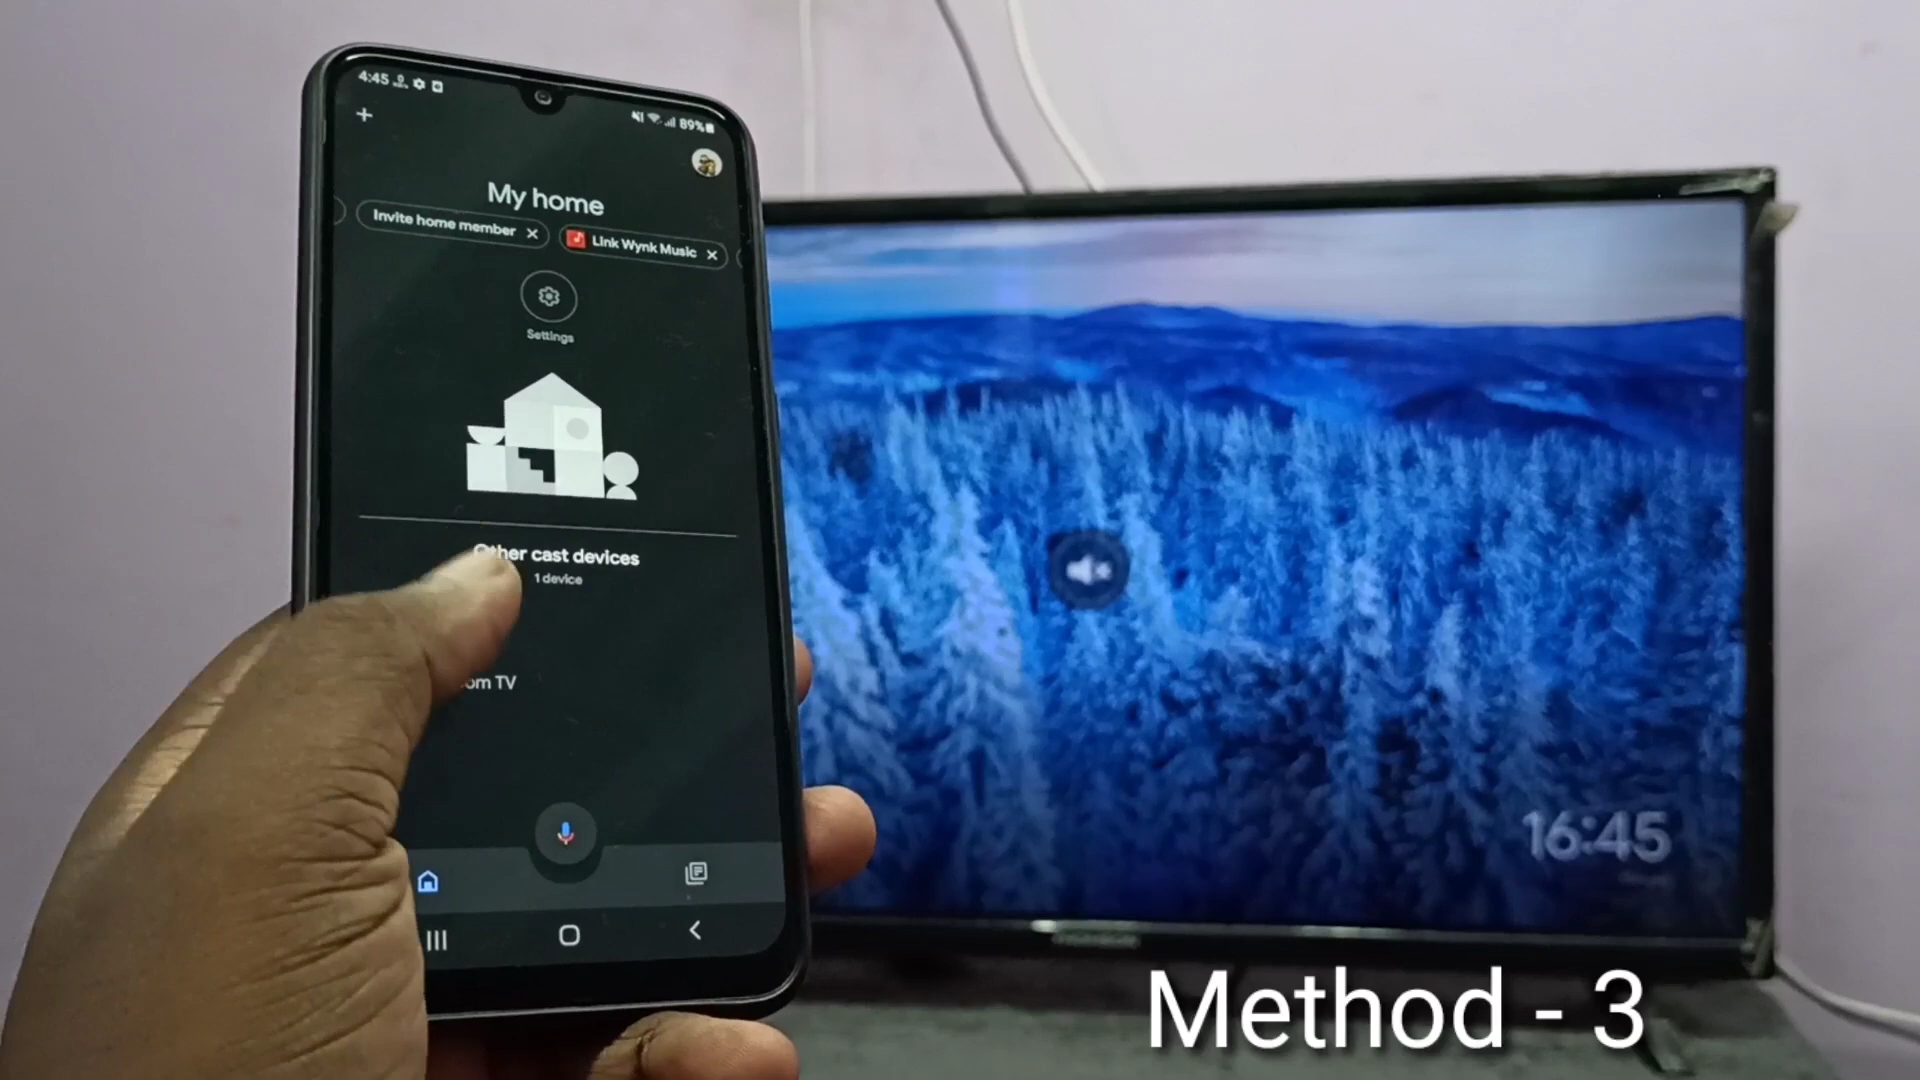 4:45
89%
My home
Invite home member
Link Wynk Music
Settings
Other cast devices
1 device
om TV
16:45
Method - 3